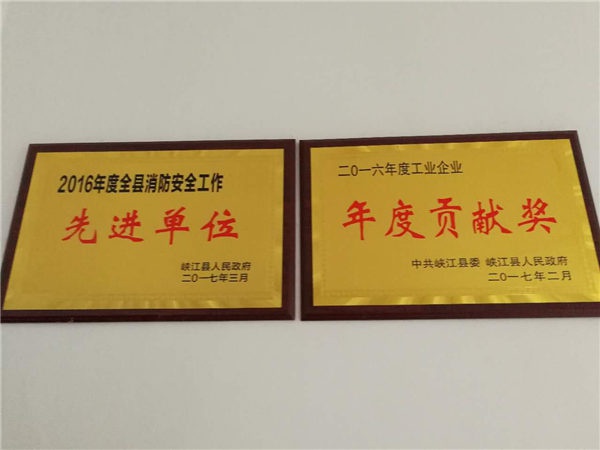 2016年度全县消防安全工作
先进单位
峡江县人民政府
二〇一七年三月
二〇一六年度工业企业
年度贡献奖
中共峡江县委 峡江县人民政府
二〇一七年二月